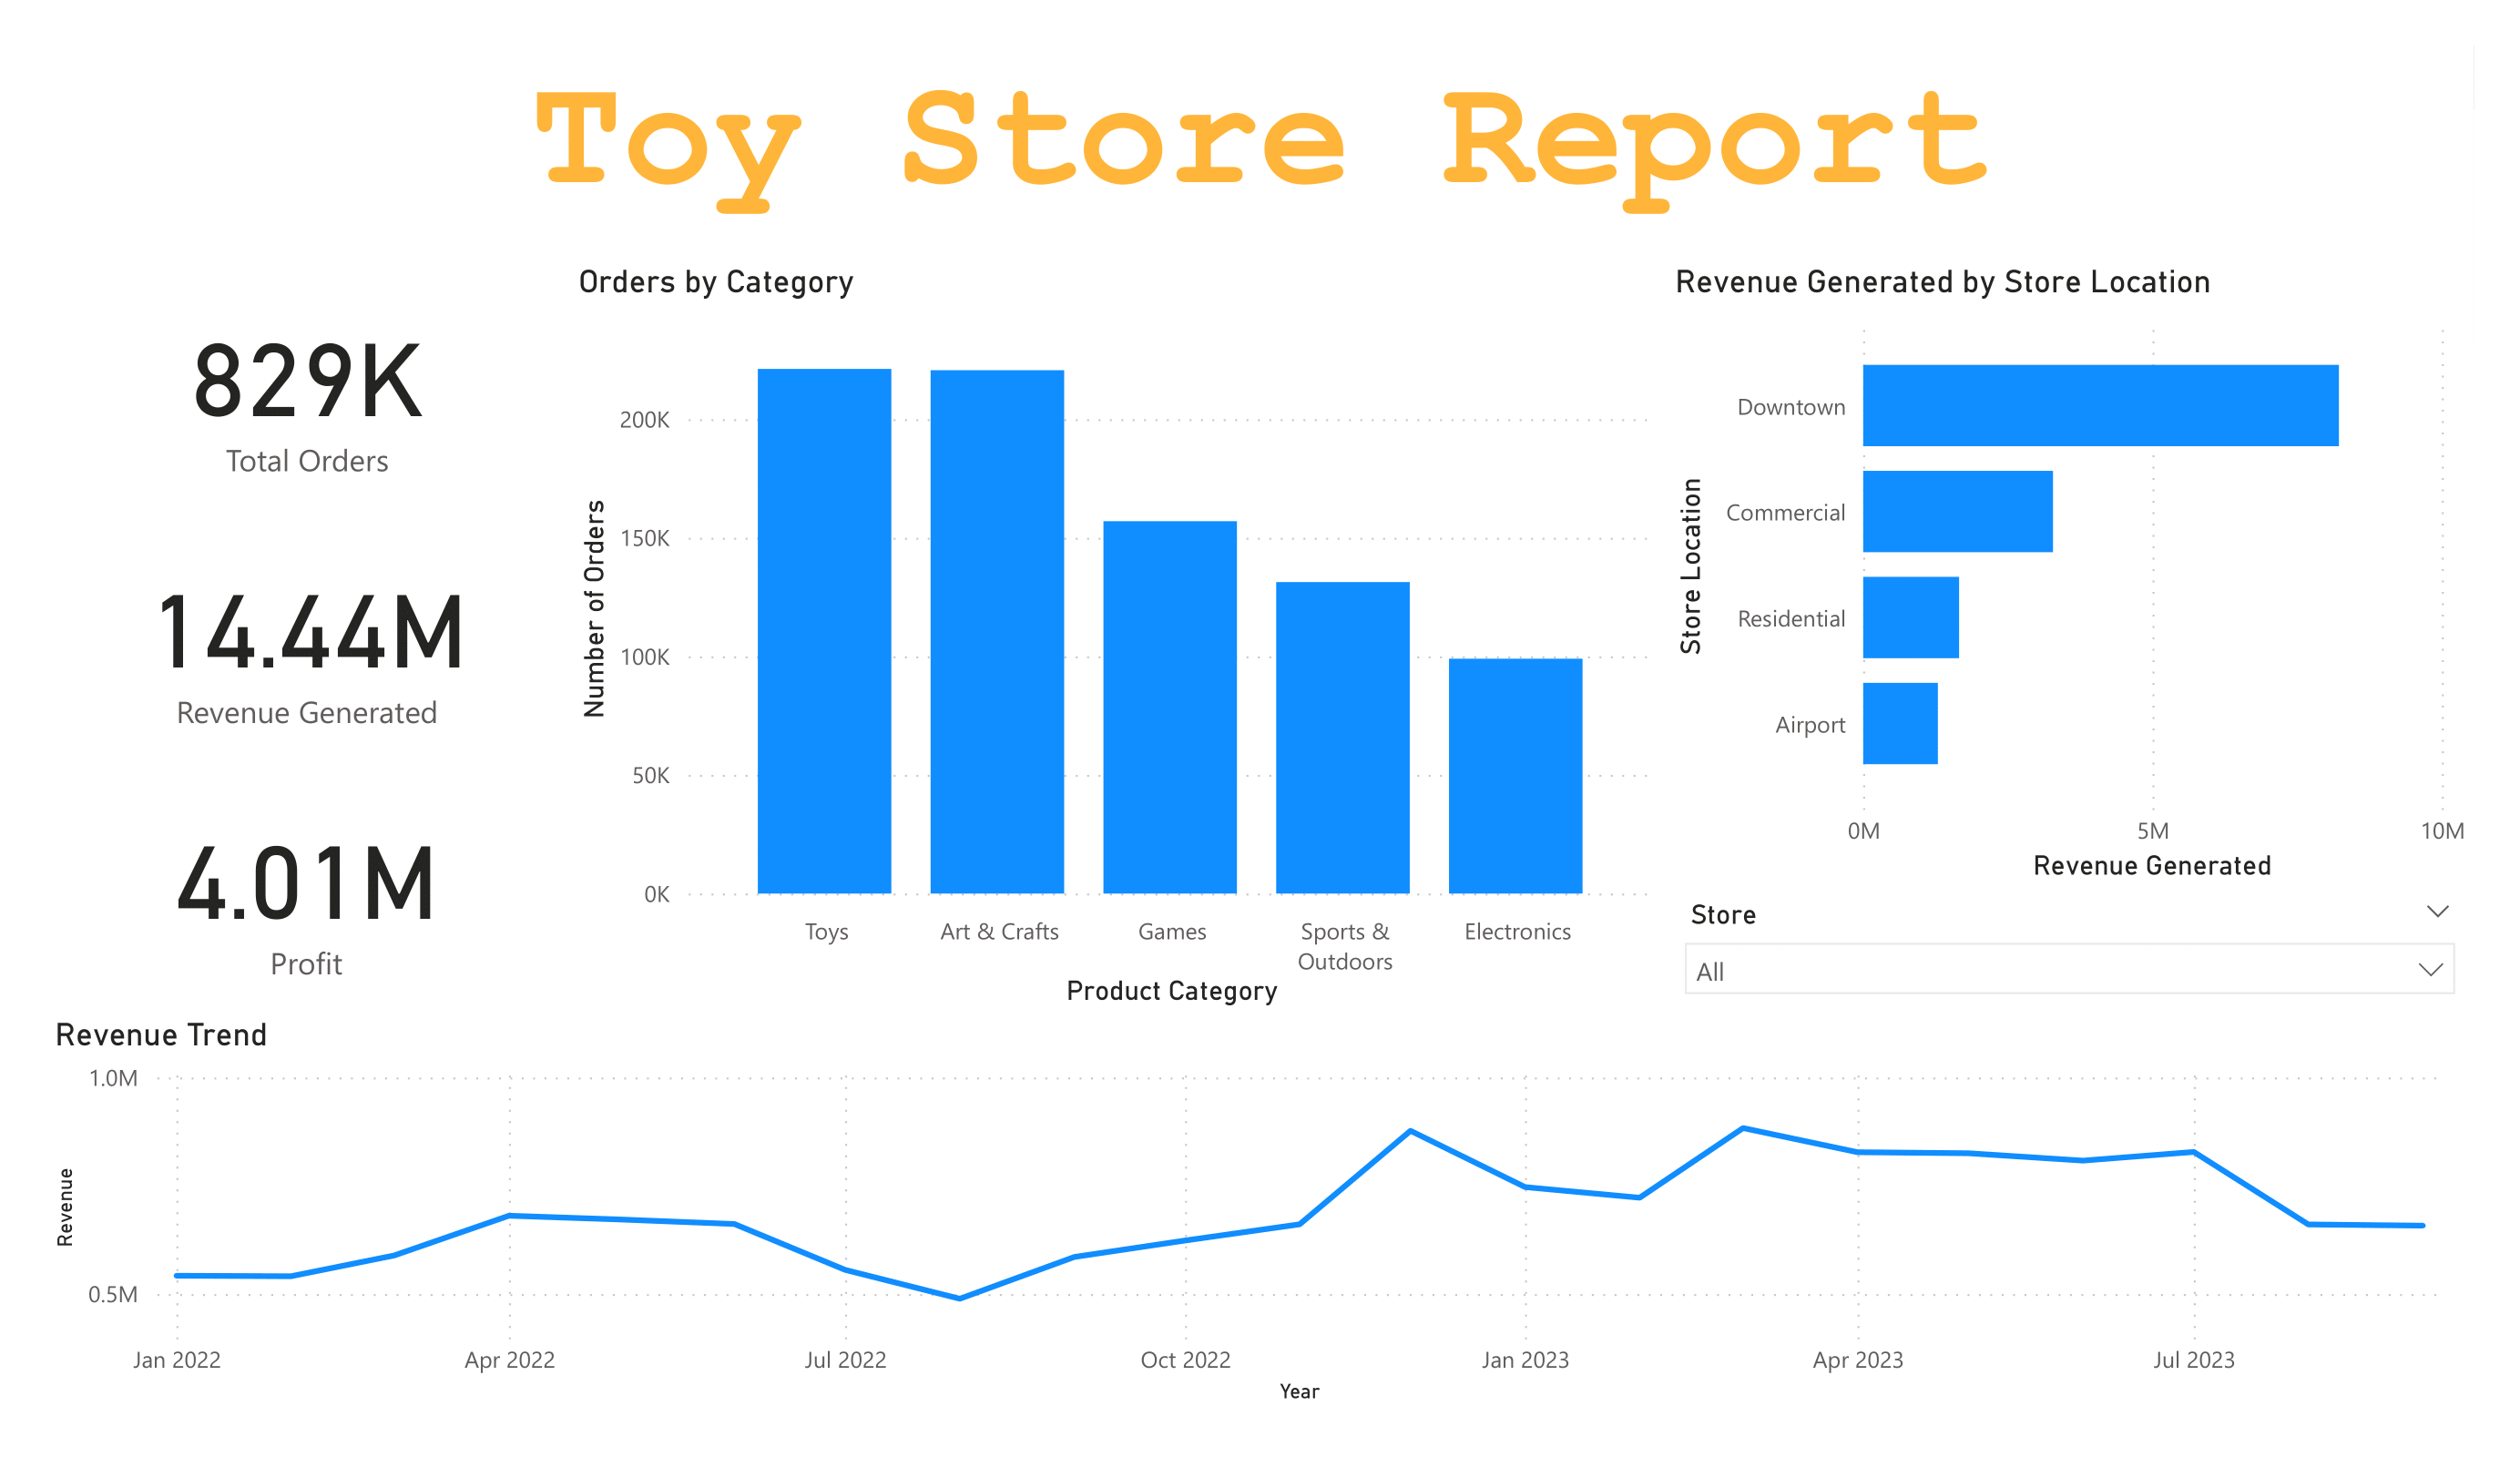 Toy Store Report
829K
Total Orders
14.44M
Revenue Generated
4.01M
Profit
Orders by Category
Number of Orders
200K
150K
100K
50K
0K
Toys
Art & Crafts
Games
Sports &
Outdoors
Electronics
Product Category
Revenue Generated by Store Location
Store Location
Downtown
Commercial
Residential
Airport
0M
5M
10M
Revenue Generated
Store
All
Revenue Trend
Revenue
1.0M
0.5M
Jan 2022
Apr 2022
Jul 2022
Oct 2022
Jan 2023
Apr 2023
Jul 2023
Year